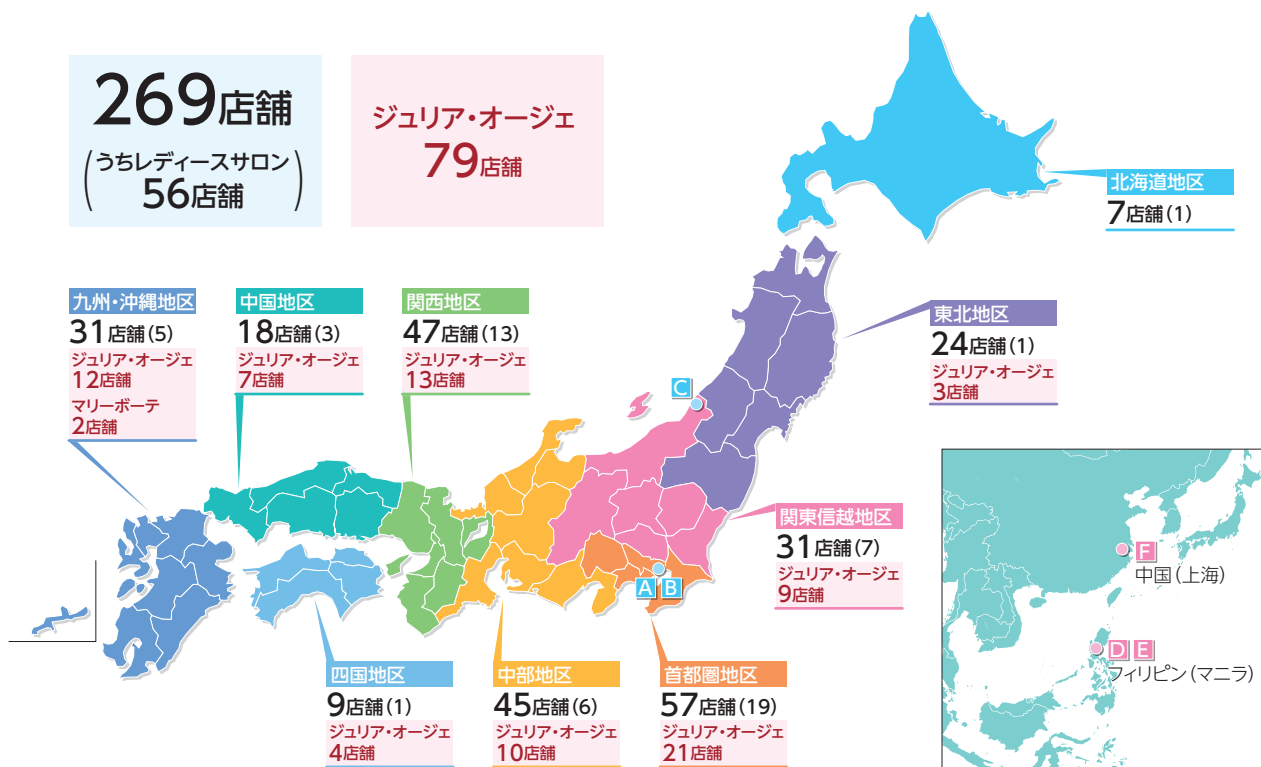 269店舗
(うちレディースサロン
56店舗)
ジュリア・オージェ
79店舗
北海道地区
7店舗(1)
九州・沖縄地区
31店舗(5)
ジュリア・オージェ
12店舗
マリーボーテ
2店舗
中国地区
18店舗(3)
ジュリア・オージェ
7店舗
関西地区
47店舗(13)
ジュリア・オージェ
13店舗
東北地区
24店舗(1)
ジュリア・オージェ
3店舗
C
関東信越地区
31店舗(7)
ジュリア・オージェ
9店舗
A B
四国地区
9店舗(1)
ジュリア・オージェ
4店舗
中部地区
45店舗(6)
ジュリア・オージェ
10店舗
首都圏地区
57店舗(19)
ジュリア・オージェ
21店舗
F
中国(上海)
D E
フィリピン(マニラ)